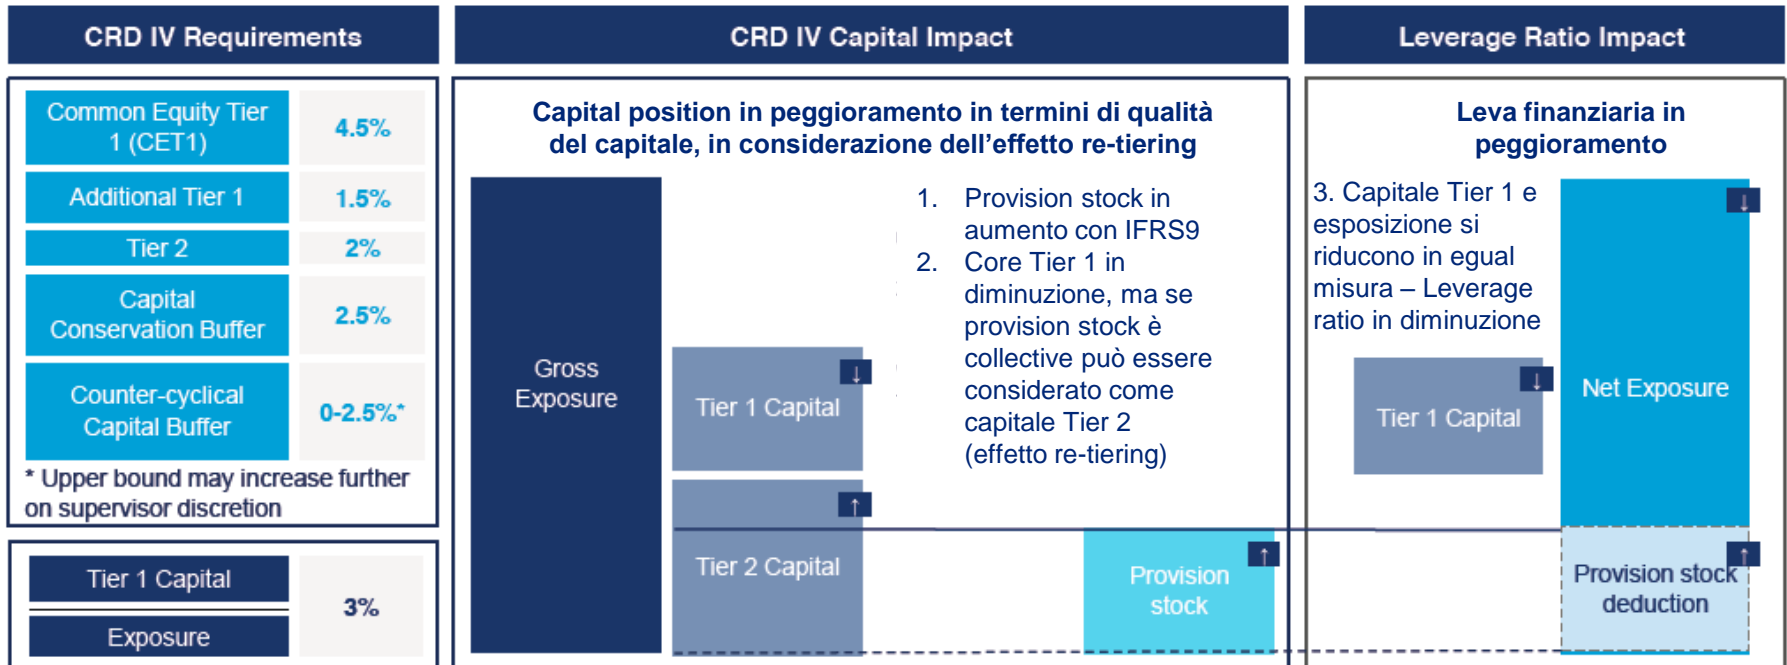 CRD IV Requirements
Common Equity Tier
1 (CET1)
4.5%
Additional Tier 1
1.5%
Tier 2
2%
Capital
Conservation Buffer
2.5%
Counter-cyclical
Capital Buffer
0-2.5%*
* Upper bound may increase further
on supervisor discretion
Tier 1 Capital
Exposure
3%
CRD IV Capital Impact
Capital position in peggioramento in termini di qualità
del capitale, in considerazione dell’effetto re-tiering
Gross
Exposure
↓
Tier 1 Capital
↑
Tier 2 Capital
1. Provision stock in
aumento con IFRS9
2. Core Tier 1 in
diminuzione, ma se
provision stock è
collective può essere
considerato come
capitale Tier 2
(effetto re-tiering)
↑
Provision
stock
Leverage Ratio Impact
Leva finanziaria in
peggioramento
3. Capitale Tier 1 e
esposizione si
riducono in egual
misura – Leverage
ratio in diminuzione
↓
Tier 1 Capital
↓
Net Exposure
↑
Provision stock
deduction